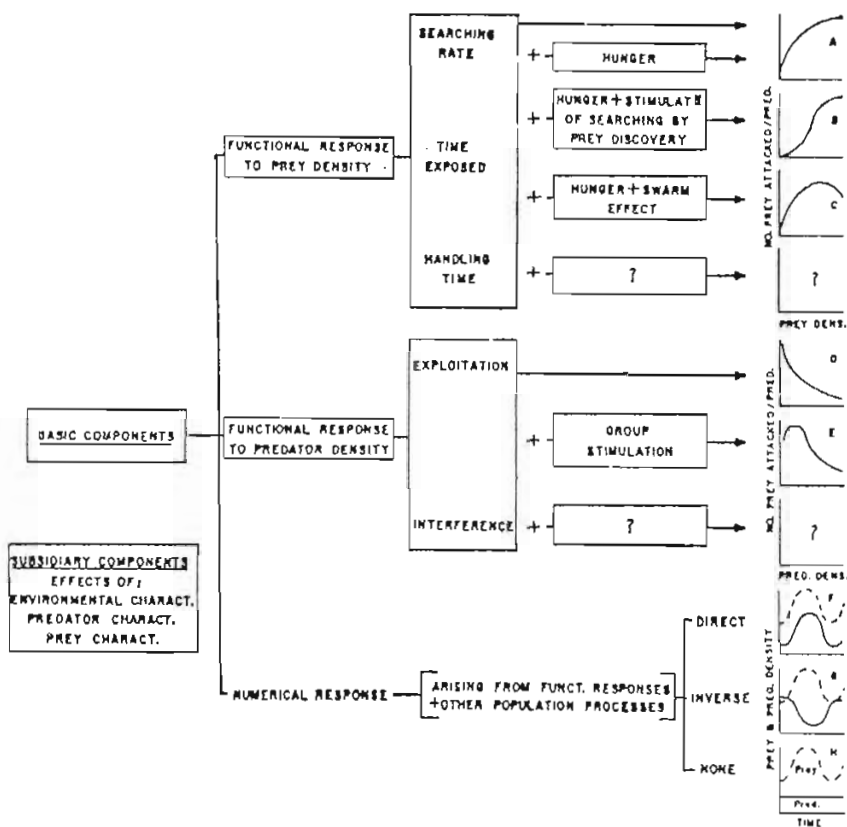 SEARCHING
RATE
+
HUNGER
HUNGER + STIMULATN
+
OF SEARCHING BY
PREY DISCOVERY
FUNCTIONAL RESPONSE
TO PREY DENSITY
TIME
EXPOSED
+
HUNGER + SWARM
EFFECT
HANDLING
TIME
+
?
NO. PREY ATTACKED/PRED.
A
B
C
?
PREY DENS.
BASIC COMPONENTS
FUNCTIONAL RESPONSE
TO PREDATOR DENSITY
EXPLOITATION
+
GROUP
STIMULATION
INTERFERENCE
+
?
NO. PREY ATTACKED/PRED.
D
E
?
PRED. DENS.
SUBSIDIARY COMPONENTS
EFFECTS OF:
ENVIRONMENTAL CHARACT.
PREDATOR CHARACT.
PREY CHARACT.
NUMERICAL RESPONSE
ARISING FROM FUNCT. RESPONSES
+OTHER POPULATION PROCESSES
DIRECT
INVERSE
NONE
PREY & PRED. DENSITY
F
G
H
Prey
Pred.
TIME